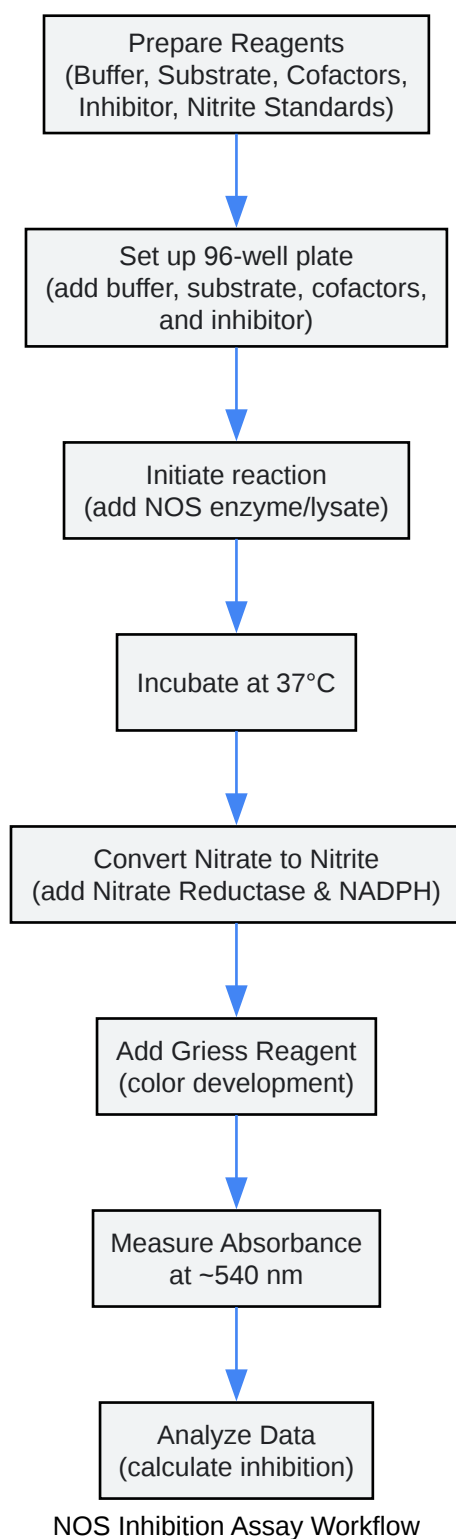 Prepare Reagents
(Buffer, Substrate, Cofactors,
Inhibitor, Nitrite Standards)
Set up 96-well plate
(add buffer, substrate, cofactors,
and inhibitor)
Initiate reaction
(add NOS enzyme/lysate)
Incubate at 37°C
Convert Nitrate to Nitrite
(add Nitrate Reductase & NADPH)
Add Griess Reagent
(color development)
Measure Absorbance
at ~540 nm
Analyze Data
(calculate inhibition)
NOS Inhibition Assay Workflow